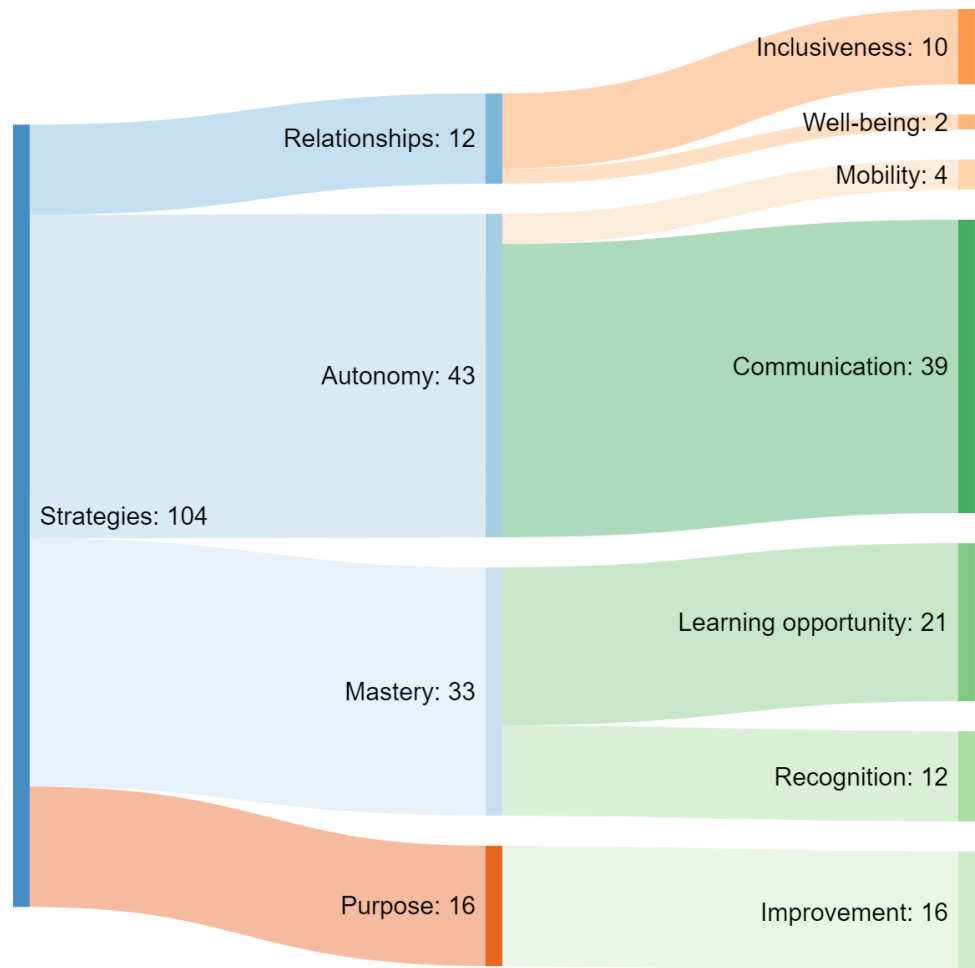 Inclusiveness: 10
Well-being: 2
Relationships: 12
Mobility: 4
Communication: 39
Autonomy: 43
Strategies: 104
Learning opportunity: 21
Mastery: 33
Recognition: 12
Purpose: 16
Improvement: 16